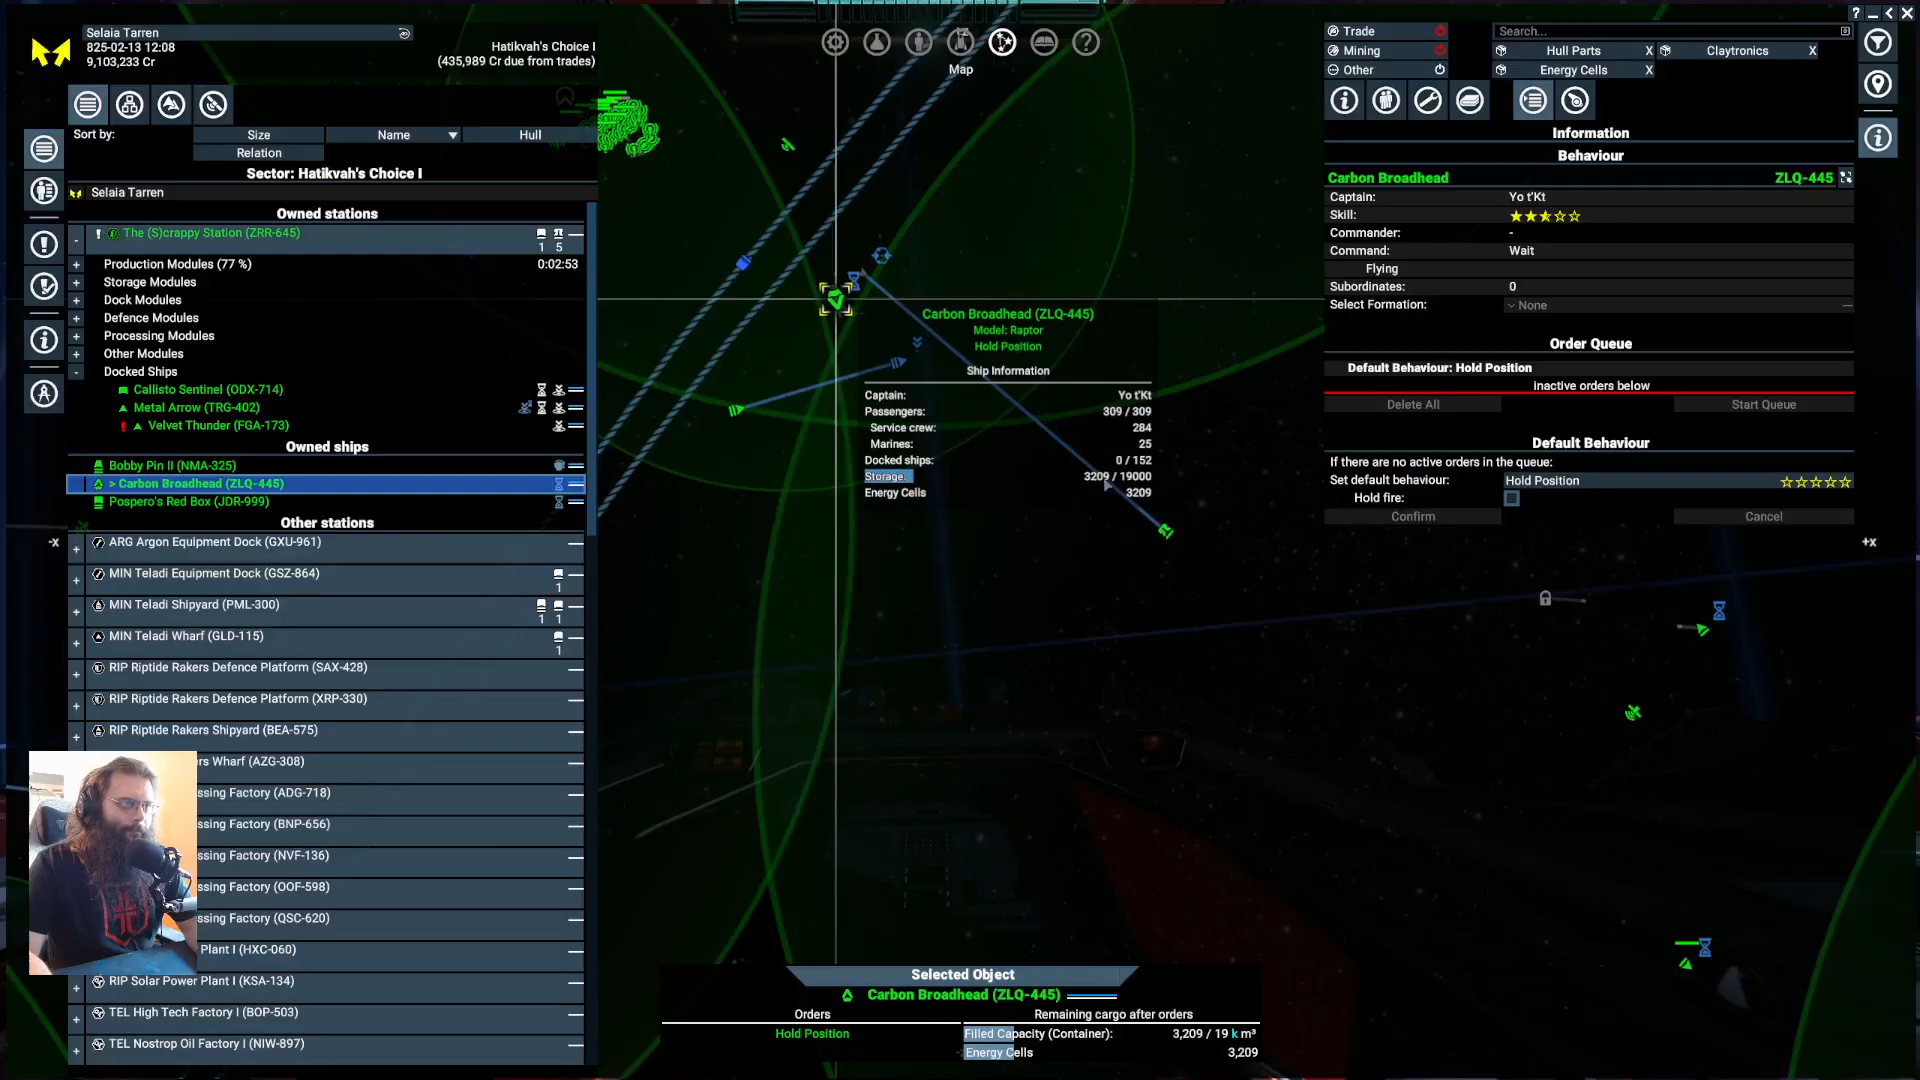 Selaia Tarren
825-02-13 12:08
9,103,233 Cr
Hatikvah's Choice I
(435,989 Cr due from trades)
Map
Sort by:
Size
Name
Hull
Relation
Sector: Hatikvah's Choice I
Selaia Tarren
Owned stations
The (S)crappy Station (ZRR-645)
1 5
Production Modules (77 %)
0:02:53
Storage Modules
Dock Modules
Defence Modules
Processing Modules
Other Modules
Docked Ships
Callisto Sentinel (ODX-714)
Metal Arrow (TRG-402)
Velvet Thunder (FGA-173)
Owned ships
Bobby Pin II (NMA-325)
> Carbon Broadhead (ZLQ-445)
Pospero's Red Box (JDR-999)
Other stations
ARG Argon Equipment Dock (GXU-961)
MIN Teladi Equipment Dock (GSZ-864)
1
MIN Teladi Shipyard (PML-300)
1 1
MIN Teladi Wharf (GLD-115)
1
RIP Riptide Rakers Defence Platform (SAX-428)
RIP Riptide Rakers Defence Platform (XRP-330)
RIP Riptide Rakers Shipyard (BEA-575)
ers Wharf (AZG-308)
ssing Factory (ADG-718)
ssing Factory (BNP-656)
ssing Factory (NVF-136)
ssing Factory (OOF-598)
ssing Factory (QSC-620)
Plant I (HXC-060)
RIP Solar Power Plant I (KSA-134)
TEL High Tech Factory I (BOP-503)
TEL Nostrop Oil Factory I (NIW-897)
-x
Carbon Broadhead (ZLQ-445)
Model: Raptor
Hold Position
Ship Information
Captain: Yo t'Kt
Passengers: 309 / 309
Service crew: 284
Marines: 25
Docked ships: 0 / 152
Storage: 3209 / 19000
Energy Cells 3209
Selected Object
Carbon Broadhead (ZLQ-445)
Orders
Remaining cargo after orders
Hold Position
Filled Capacity (Container): 3,209 / 19 k m³
Energy Cells 3,209
Trade
Mining
Other
Search...
Hull Parts X
Claytronics X
Energy Cells X
Information
Behaviour
Carbon Broadhead ZLQ-445
Captain: Yo t'Kt
Skill:
Commander: -
Command: Wait
Flying
Subordinates: 0
Select Formation: None
Order Queue
Default Behaviour: Hold Position
inactive orders below
Delete All
Start Queue
Default Behaviour
If there are no active orders in the queue:
Set default behaviour: Hold Position
Hold fire:
Confirm
Cancel
+x